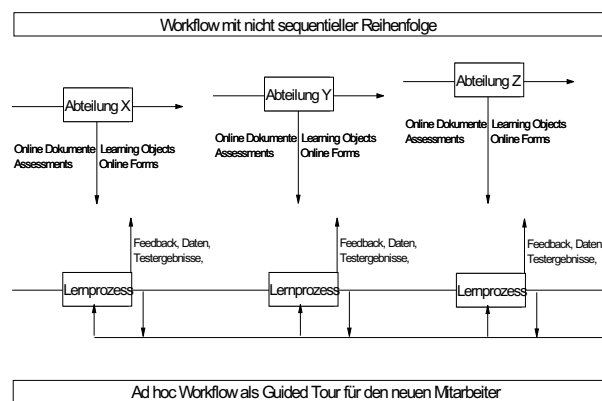 Workflow mit nicht sequentieller Reihenfolge
Abteilung X
Abteilung Y
Abteilung Z
Online Dokumente Learning Objects
Assessments Online Forms
Online Dokumente Learning Objects
Assessments Online Forms
Online Dokumente Learning Objects
Assessments Online Forms
Feedback, Daten,
Testergebnisse,
Feedback, Daten,
Testergebnisse,
Feedback, Daten
Testergebnisse,
Lernprozess
Lernprozess
Lernprozess
Ad hoc Workflow als Guided Tour für den neuen Mitarbeiter